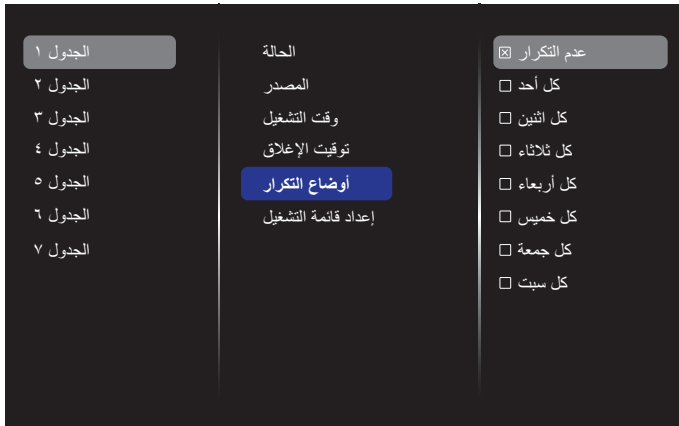 الجدول ١
الجدول ٢
الجدول ٣
الجدول ٤
الجدول ٥
الجدول ٦
الجدول ٧
الحالة
المصدر
وقت التشغيل
توقيت الإغلاق
أوضاع التكرار
إعداد قائمة التشغيل
عدم التكرار
كل أحد
كل اثنين
كل ثلاثاء
كل أربعاء
كل خميس
كل جمعة
كل سبت